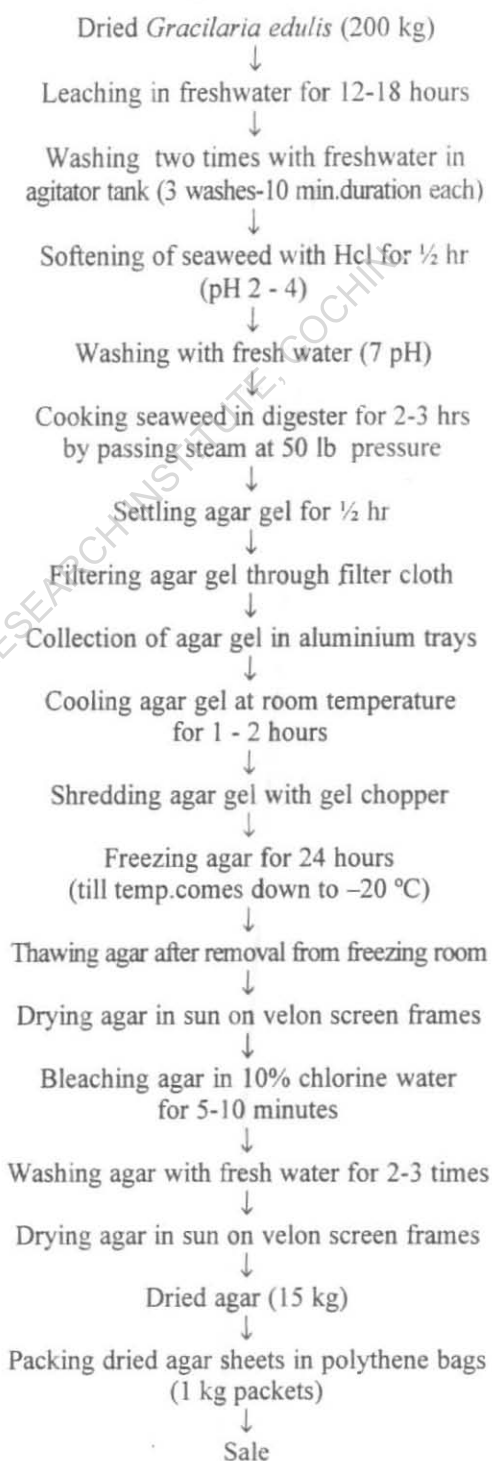 Dried Gracilaria edulis (200 kg)
↓
Leaching in freshwater for 12-18 hours
↓
Washing two times with freshwater in
agitator tank (3 washes-10 min.duration each)
↓
Softening of seaweed with Hcl for ½ hr
(pH 2 - 4)
↓
Washing with fresh water (7 pH)
↓
Cooking seaweed in digester for 2-3 hrs
by passing steam at 50 lb pressure
↓
Settling agar gel for ½ hr
↓
Filtering agar gel through filter cloth
↓
Collection of agar gel in aluminium trays
↓
Cooling agar gel at room temperature
for 1 - 2 hours
↓
Shredding agar gel with gel chopper
↓
Freezing agar for 24 hours
(till temp.comes down to –20 ºC)
↓
Thawing agar after removal from freezing room
↓
Drying agar in sun on velon screen frames
↓
Bleaching agar in 10% chlorine water
for 5-10 minutes
↓
Washing agar with fresh water for 2-3 times
↓
Drying agar in sun on velon screen frames
↓
Dried agar (15 kg)
↓
Packing dried agar sheets in polythene bags
(1 kg packets)
↓
Sale
RESEARCH INSTITUTE, COCHIN